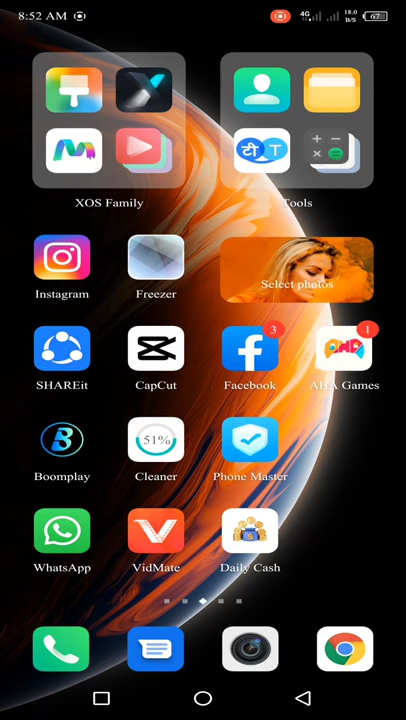 8:52 AM
4G
18.0
B/S
67
टी T
XOS Family
Tools
Select photos
Instagram
Freezer
3
1
AHA
SHAREit
CapCut
Facebook
AHA Games
B
51%
Boomplay
Cleaner
Phone Master
WhatsApp
VidMate
Daily Cash